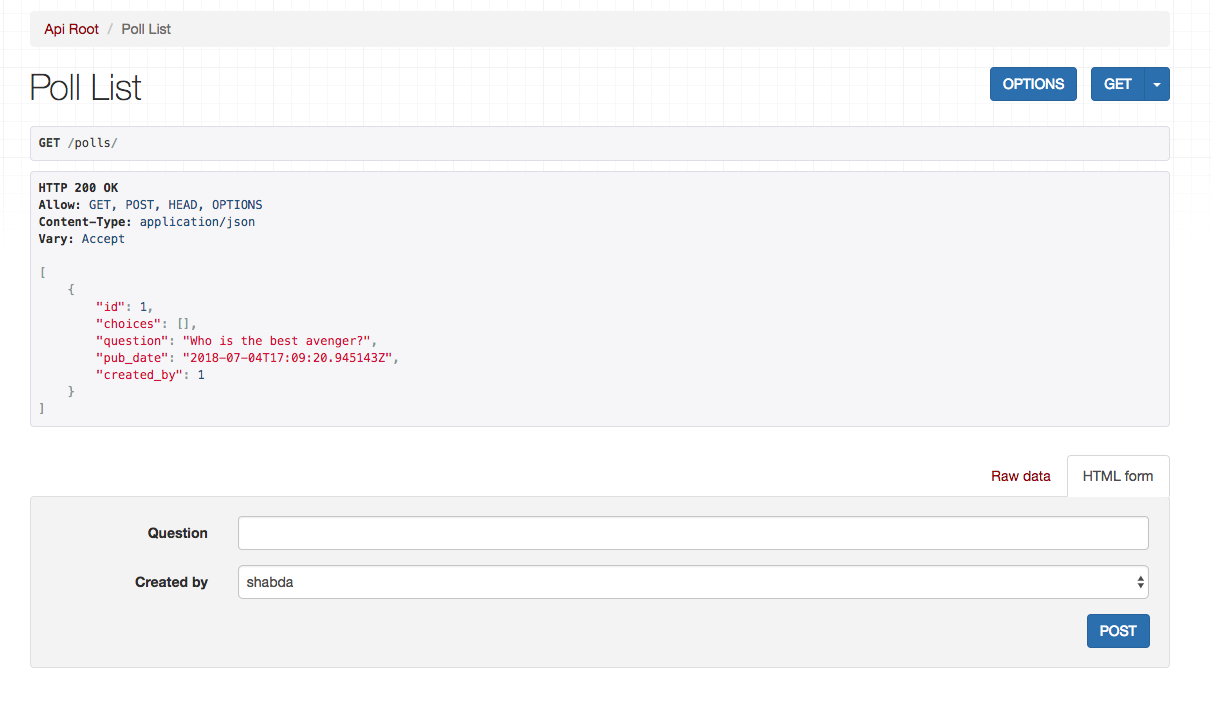 Api Root / Poll List
Poll List
OPTIONS
GET
GET /polls/
HTTP 200 OK
Allow: GET, POST, HEAD, OPTIONS
Content-Type: application/json
Vary: Accept
[
    {
        "id": 1,
        "choices": [],
        "question": "Who is the best avenger?",
        "pub_date": "2018-07-04T17:09:20.945143Z",
        "created_by": 1
    }
]
Raw data
HTML form
Question
Created by
shabda
POST